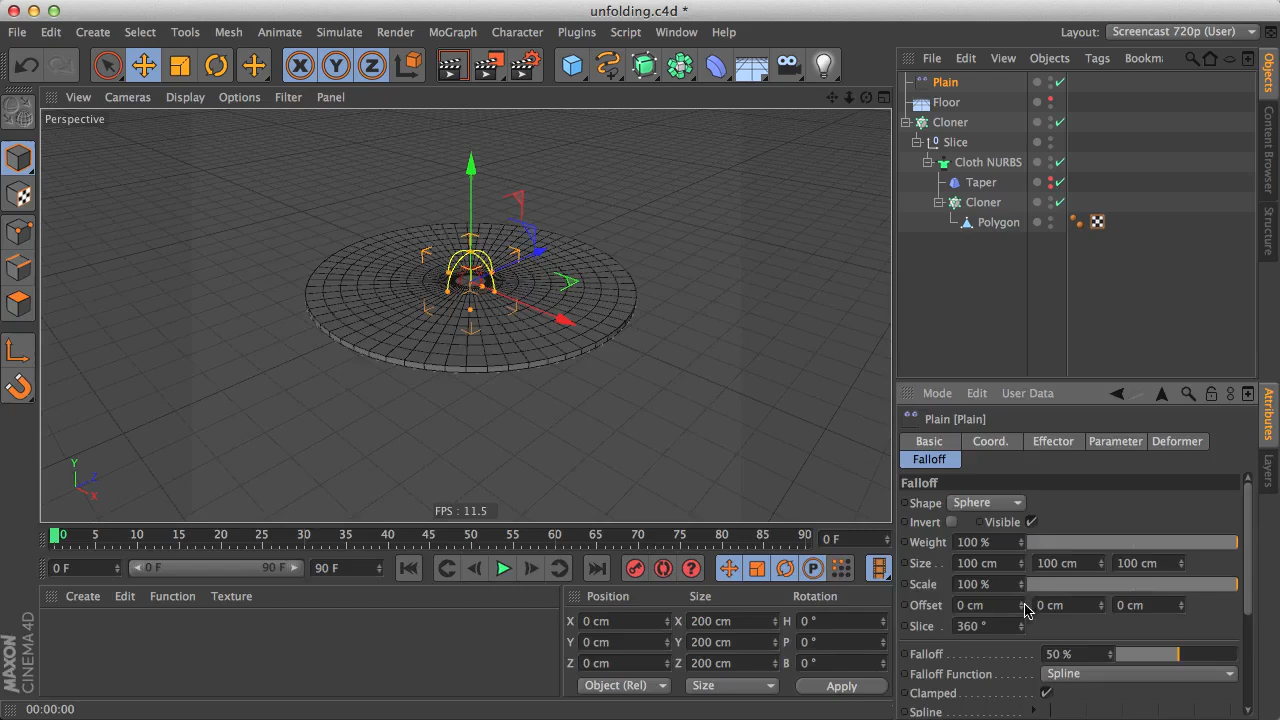 unfolding.c4d *
File Edit Create Select Tools Mesh Animate Simulate Render MoGraph Character Plugins Script Window Help Layout: Screencast 720p (User)
X Y Z
File Edit View Objects Tags Bookm
View Cameras Display Options Filter Panel
Perspective
Plain
Floor
Cloner
0 Slice
Cloth NURBS
Taper
Cloner
Polygon
Objects
Content Browser
Structure
Mode Edit User Data
Plain [Plain]
Basic Coord. Effector Parameter Deformer
Falloff
Falloff
Shape Sphere
Invert Visible
Weight 100 %
Size . 100 cm 100 cm 100 cm
Scale 100 %
Offset 0 cm 0 cm 0 cm
Slice . 360 °
Falloff 50 %
Falloff Function Spline
Clamped
Spline
Attributes
Layers
Y
Z
X
FPS : 11.5
0 5 10 15 20 25 30 35 40 45 50 55 60 65 70 75 80 85 90 0 F
0 F 0 F 90 F 90 F
? P
Create Edit Function Texture
Position Size Rotation
X 0 cm X 200 cm H 0 °
Y 0 cm Y 200 cm P 0 °
Z 0 cm Z 200 cm B 0 °
Object (Rel) Size Apply
MAXON
CINEMA 4D
00:00:00